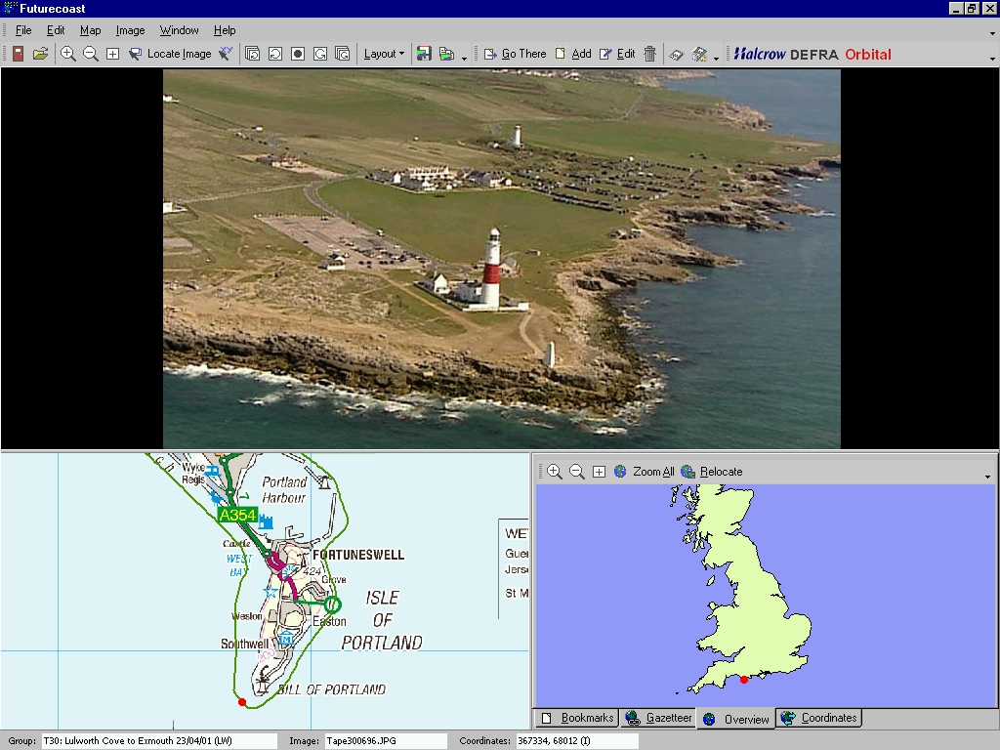 Futurecoast
File Edit Map Image Window Help
Locate Image Layout Go There Add Edit Halcrow DEFRA Orbital
Wyke
Regis
Portland
Harbour
A354
Castle
WEST
BAY
FORTUNESWELL
424
Grove
ISLE
OF
PORTLAND
Weston
Easton
Southwell
BILL OF PORTLAND
WE
Guer
Jerse
St M
Zoom All Relocate
Bookmarks Gazetteer Overview Coordinates
Group: T30: Lulworth Cove to Exmouth 23/04/01 (LW) Image: Tape300696.JPG Coordinates: 367334, 68012 (I)